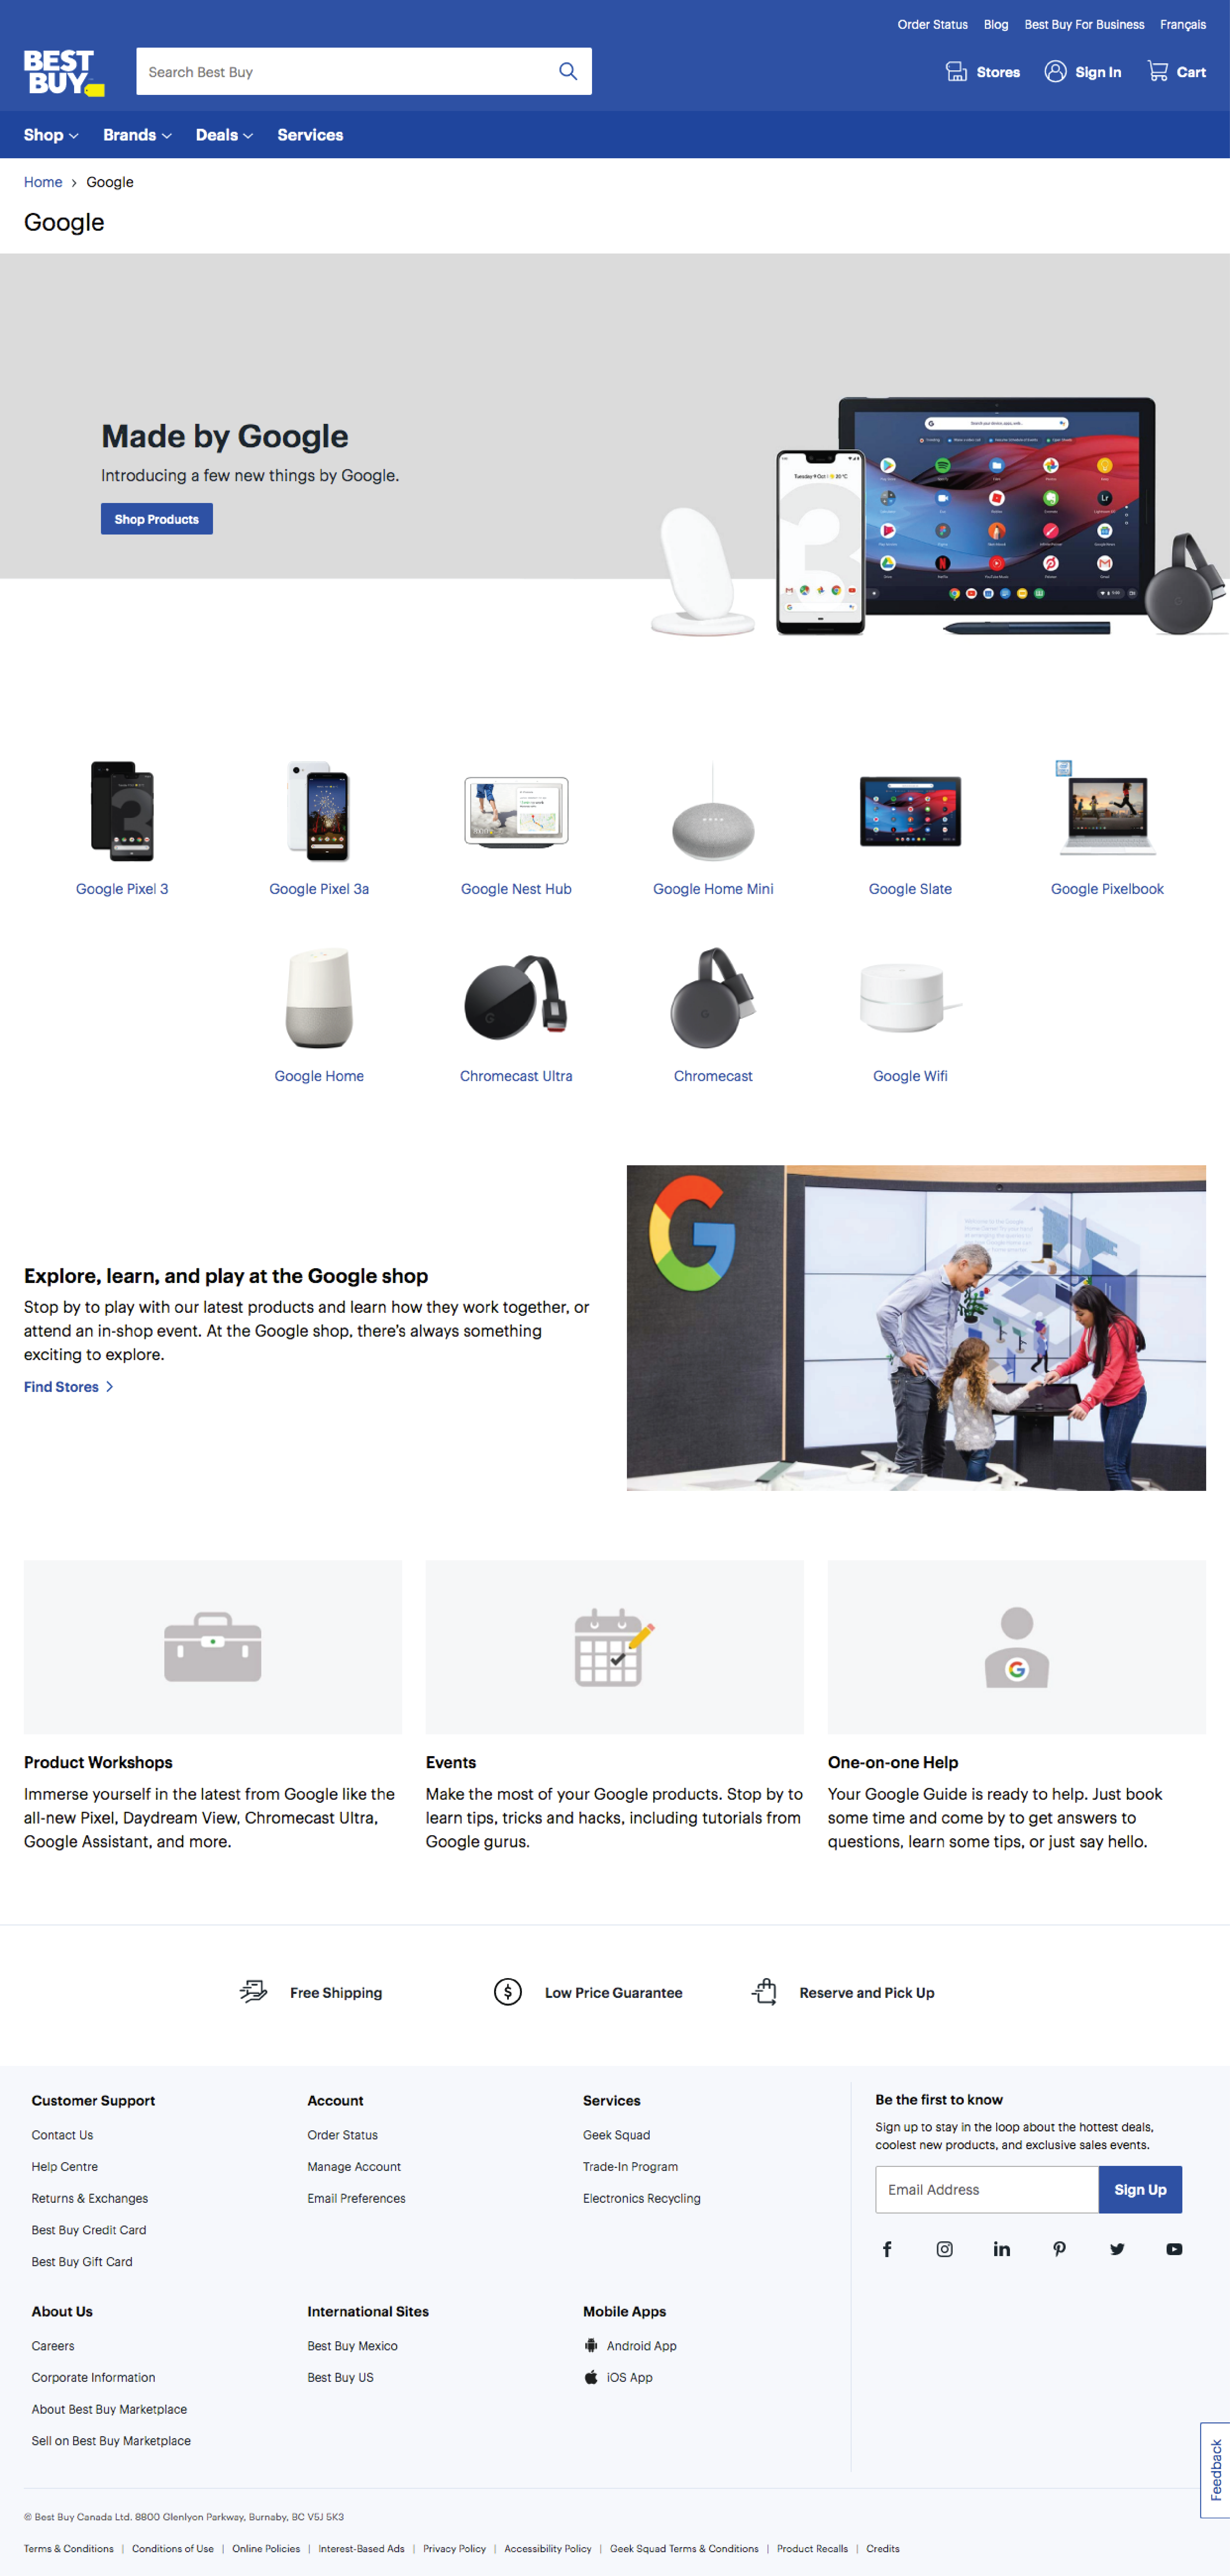 Order Status Blog Best Buy For Business Français
BEST
BUY
Search Best Buy
Stores Sign In Cart
Shop Brands Deals Services
Home › Google
Google
Made by Google
Introducing a few new things by Google.
Shop Products
Tuesday 9 Oct
3
Google Pixel 3 Google Pixel 3a Google Nest Hub Google Home Mini Google Slate Google Pixelbook
Google Home Chromecast Ultra Chromecast Google Wifi
Explore, learn, and play at the Google shop
Stop by to play with our latest products and learn how they work together, or
attend an in-shop event. At the Google shop, there's always something
exciting to explore.
Find Stores
Product Workshops
Immerse yourself in the latest from Google like the
all-new Pixel, Daydream View, Chromecast Ultra,
Google Assistant, and more.
Events
Make the most of your Google products. Stop by to
learn tips, tricks and hacks, including tutorials from
Google gurus.
One-on-one Help
Your Google Guide is ready to help. Just book
some time and come by to get answers to
questions, learn some tips, or just say hello.
Free Shipping Low Price Guarantee Reserve and Pick Up
Customer Support
Contact Us
Help Centre
Returns & Exchanges
Best Buy Credit Card
Best Buy Gift Card
Account
Order Status
Manage Account
Email Preferences
Services
Geek Squad
Trade-In Program
Electronics Recycling
Be the first to know
Sign up to stay in the loop about the hottest deals,
coolest new products, and exclusive sales events.
Email Address Sign Up
About Us
Careers
Corporate Information
About Best Buy Marketplace
Sell on Best Buy Marketplace
International Sites
Best Buy Mexico
Best Buy US
Mobile Apps
Android App
iOS App
Feedback
© Best Buy Canada Ltd. 8800 Glenlyon Parkway, Burnaby, BC V5J 5K3
Terms & Conditions | Conditions of Use | Online Policies | Interest-Based Ads | Privacy Policy | Accessibility Policy | Geek Squad Terms & Conditions | Product Recalls | Credits